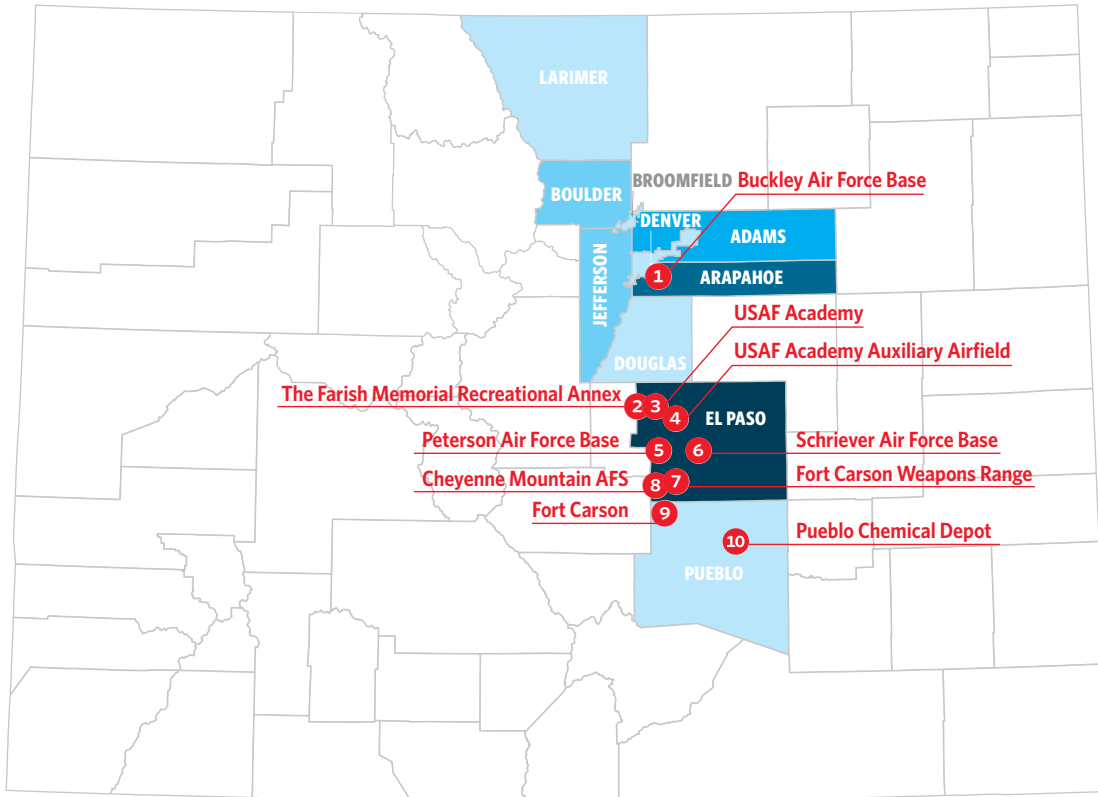 LARIMER
BOULDER
BROOMFIELD
Buckley Air Force Base
DENVER
ADAMS
JEFFERSON
1
ARAPAHOE
USAF Academy
DOUGLAS
USAF Academy Auxiliary Airfield
The Farish Memorial Recreational Annex
2
3
4
EL PASO
Peterson Air Force Base
5
6
Schriever Air Force Base
Cheyenne Mountain AFS
8
7
Fort Carson Weapons Range
Fort Carson
9
10
Pueblo Chemical Depot
PUEBLO